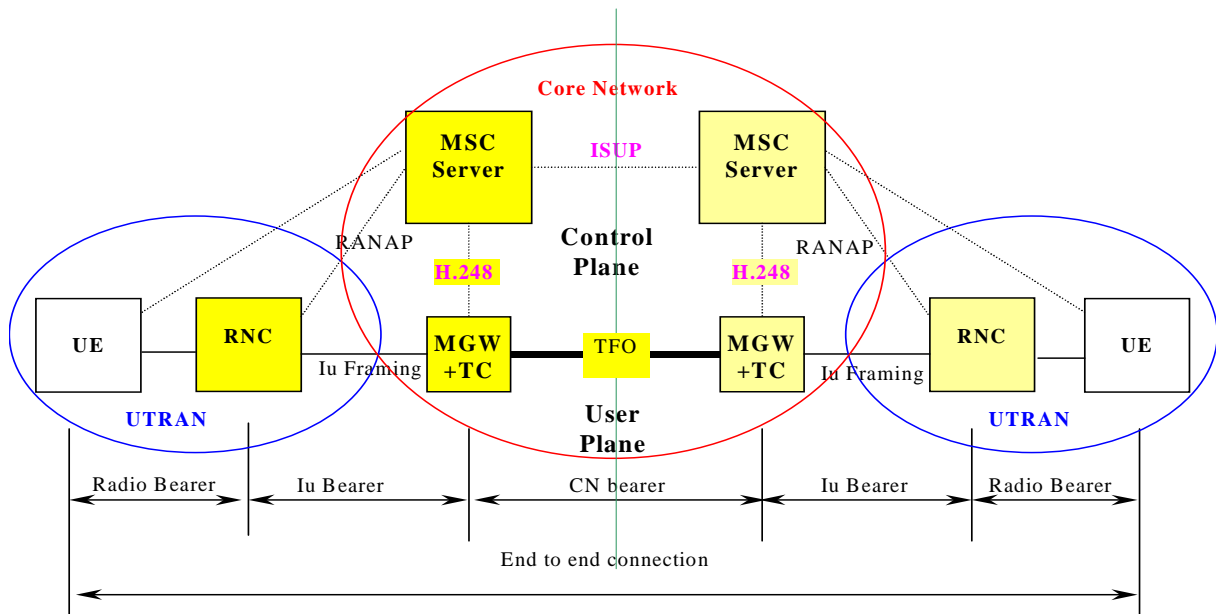 Core Network
MSC
Server
ISUP
MSC
Server
RANAP
Control
Plane
RANAP
H.248
H.248
UE
RNC
Iu Framing
MGW
+TC
TFO
MGW
+TC
Iu Framing
RNC
UE
UTRAN
User
Plane
UTRAN
Radio Bearer
Iu Bearer
CN bearer
Iu Bearer
Radio Bearer
End to end connection